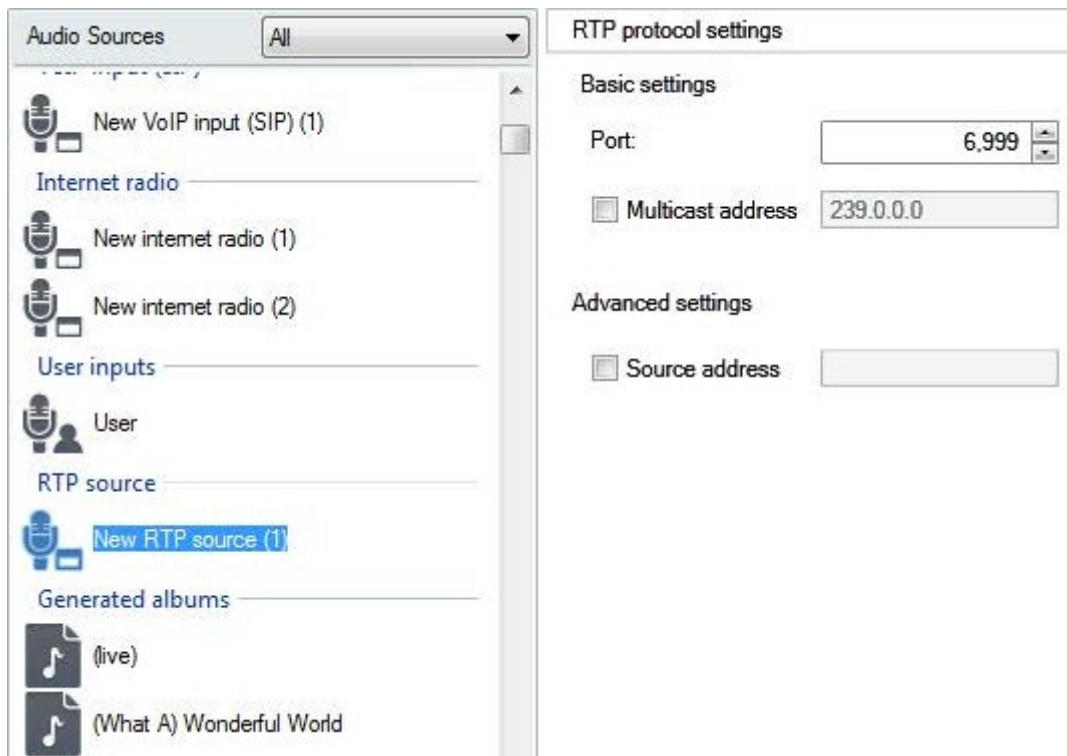 Audio Sources
All
New VoIP input (SIP) (1)
Internet radio
New internet radio (1)
New internet radio (2)
User inputs
User
RTP source
New RTP source (1)
Generated albums
(live)
(What A) Wonderful World
RTP protocol settings
Basic settings
Port: 6,999
Multicast address 239.0.0.0
Advanced settings
Source address